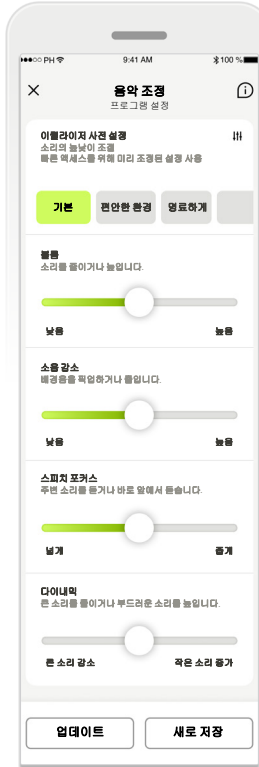 PH
9:41 AM
100 %
음악 조정
프로그램 설정
이퀄라이저 사전 설정
소리의 높낮이 조절
빠른 액세스를 위해 미리 조정된 설정 사용
기본
편안한 환경
명료하게
볼륨
소리를 줄이거나 높입니다.
낮음
높음
소음 감소
배경음을 픽업하거나 줄입니다.
낮음
높음
스피치 포커스
주변 소리를 듣거나 바로 앞에서 듣습니다.
넓게
좁게
다이내믹
큰 소리를 줄이거나 부드러운 소리를 높입니다.
큰 소리 감소
작은 소리 증가
업데이트
새로 저장